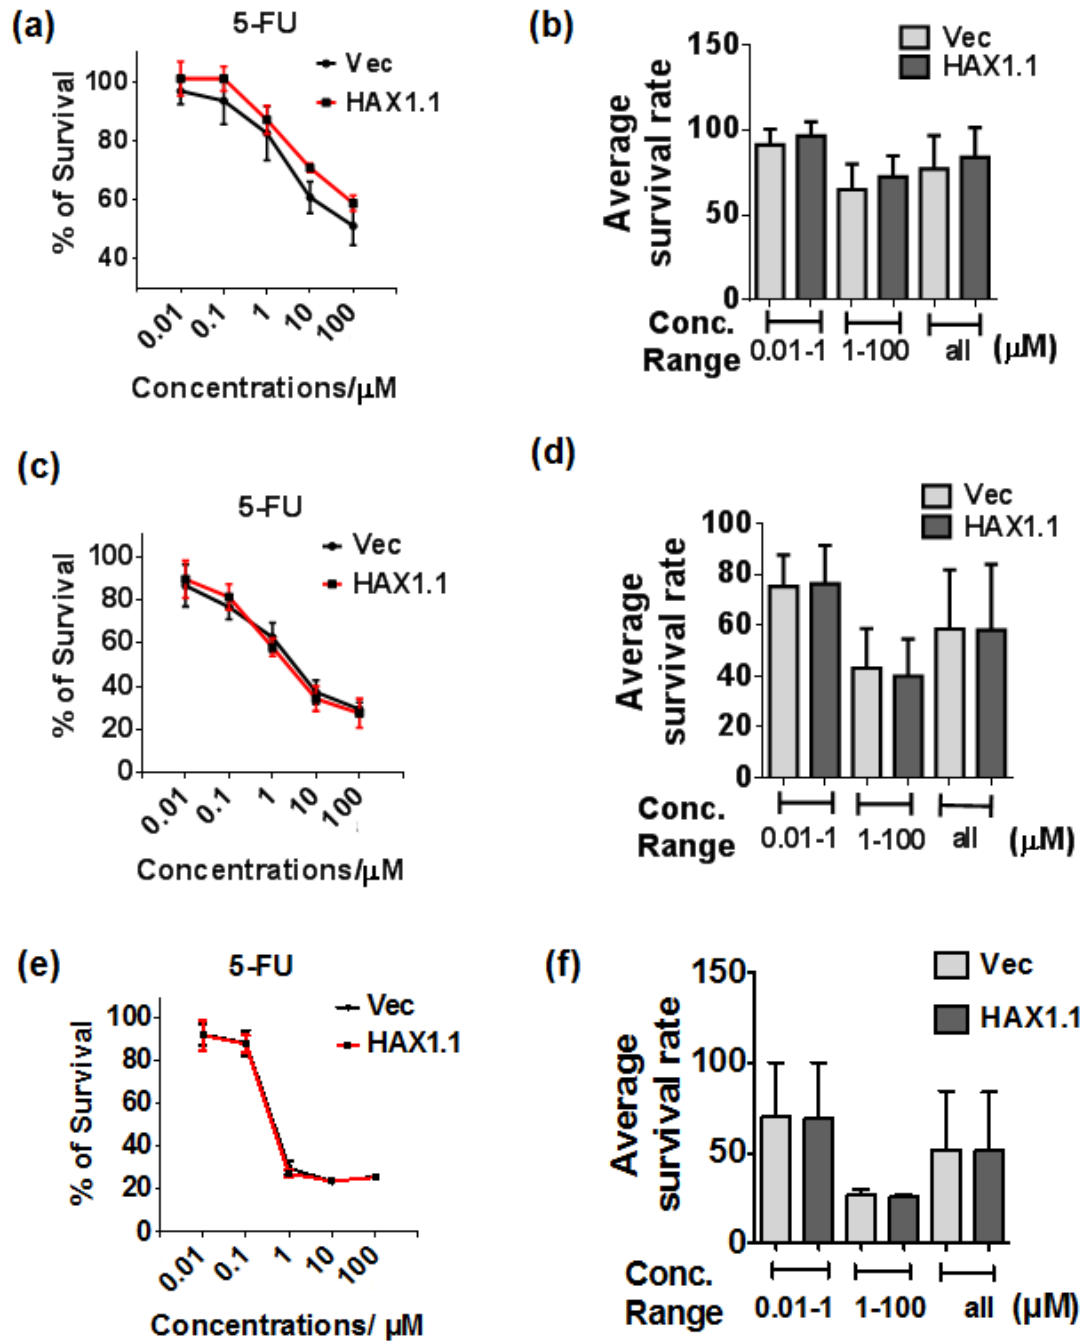 (a)
5-FU
Vec
HAX1.1
% of Survival
100
80
60
40
0.01
0.1
1
10
100
Concentrations/μM
(b)
Vec
HAX1.1
Average
survival rate
150
100
50
0
Conc.
Range
0.01-1
1-100
all
(μM)
(c)
5-FU
Vec
HAX1.1
% of Survival
100
80
60
40
20
0
0.01
0.1
1
10
100
Concentrations/μM
(d)
Vec
HAX1.1
Average
survival rate
100
80
60
40
20
0
Conc.
Range
0.01-1
1-100
all
(μM)
(e)
5-FU
Vec
HAX1.1
% of Survival
100
80
60
40
20
0
0.01
0.1
1
10
100
Concentrations/ μM
(f)
Vec
HAX1.1
Average
survival rate
150
100
50
0
Conc.
Range
0.01-1
1-100
all
(μM)